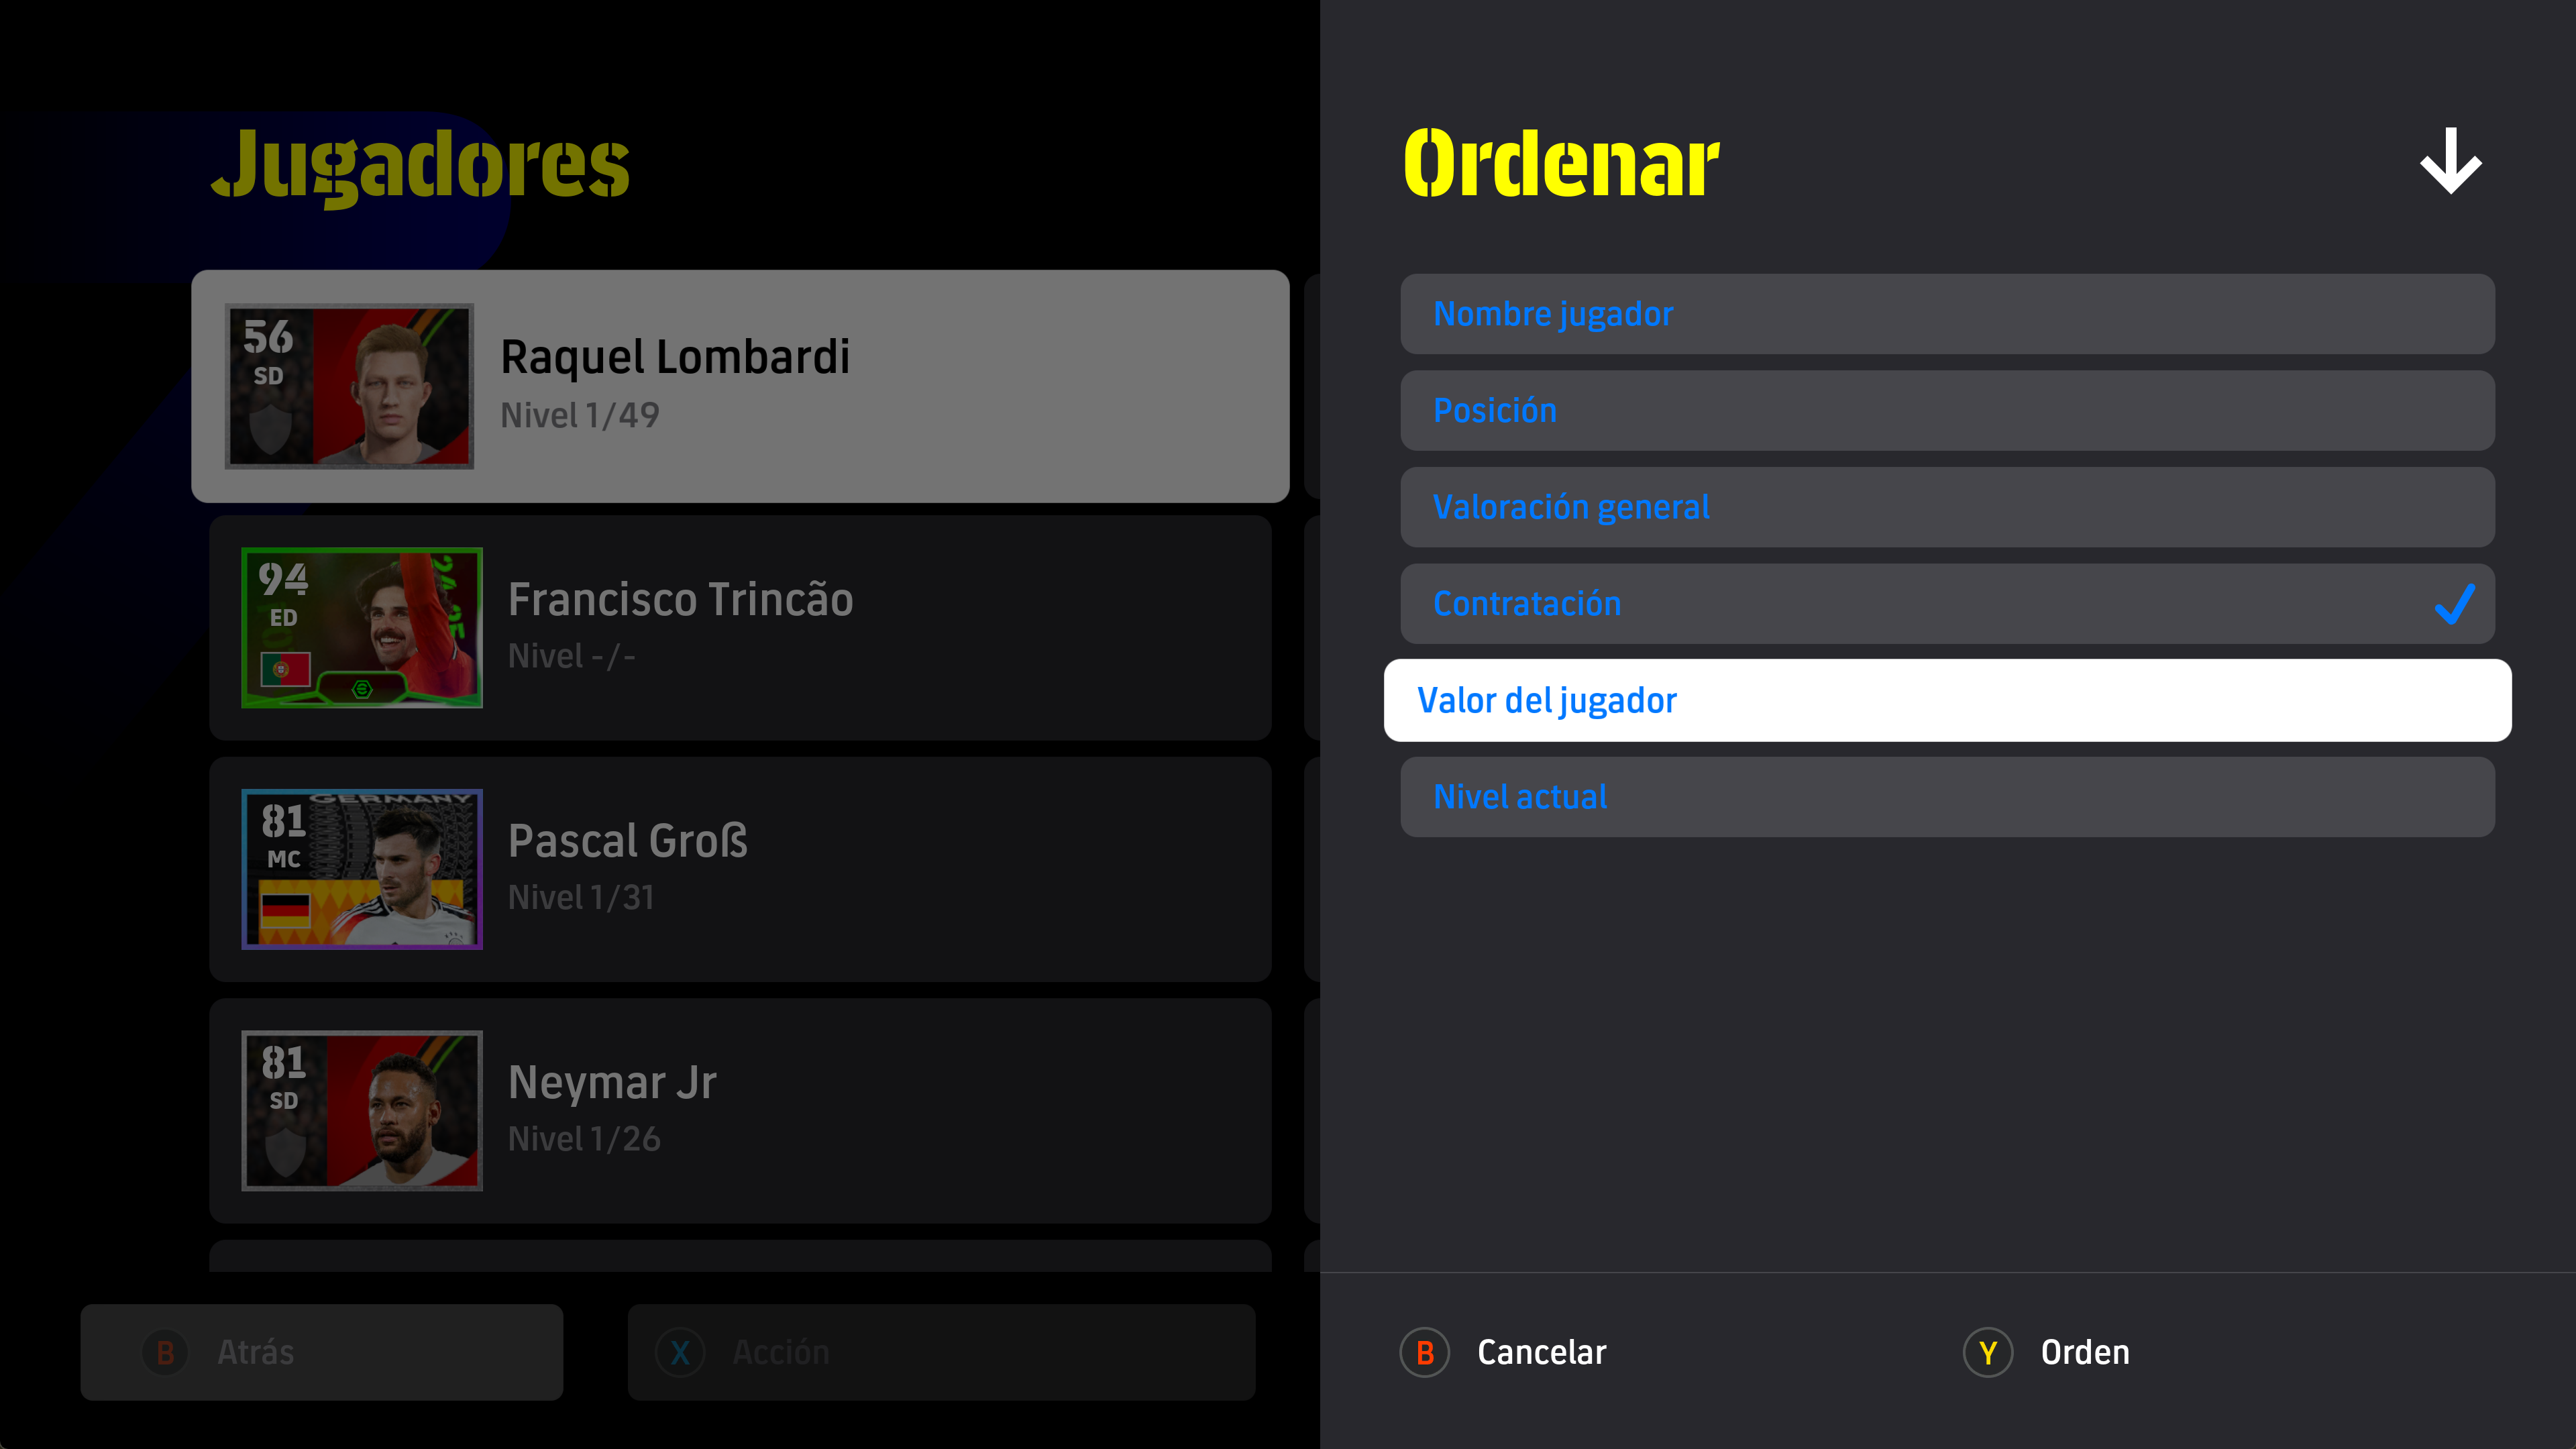 Jugadores
56
SD
Raquel Lombardi
Nivel 1/49
94
ED
Francisco Trincão
Nivel -/-
GERMANY
81
MC
Pascal Groß
Nivel 1/31
81
SD
Neymar Jr
Nivel 1/26
B Atrás
X Acción
Ordenar
Nombre jugador
Posición
Valoración general
Contratación
Valor del jugador
Nivel actual
B Cancelar
Y Orden